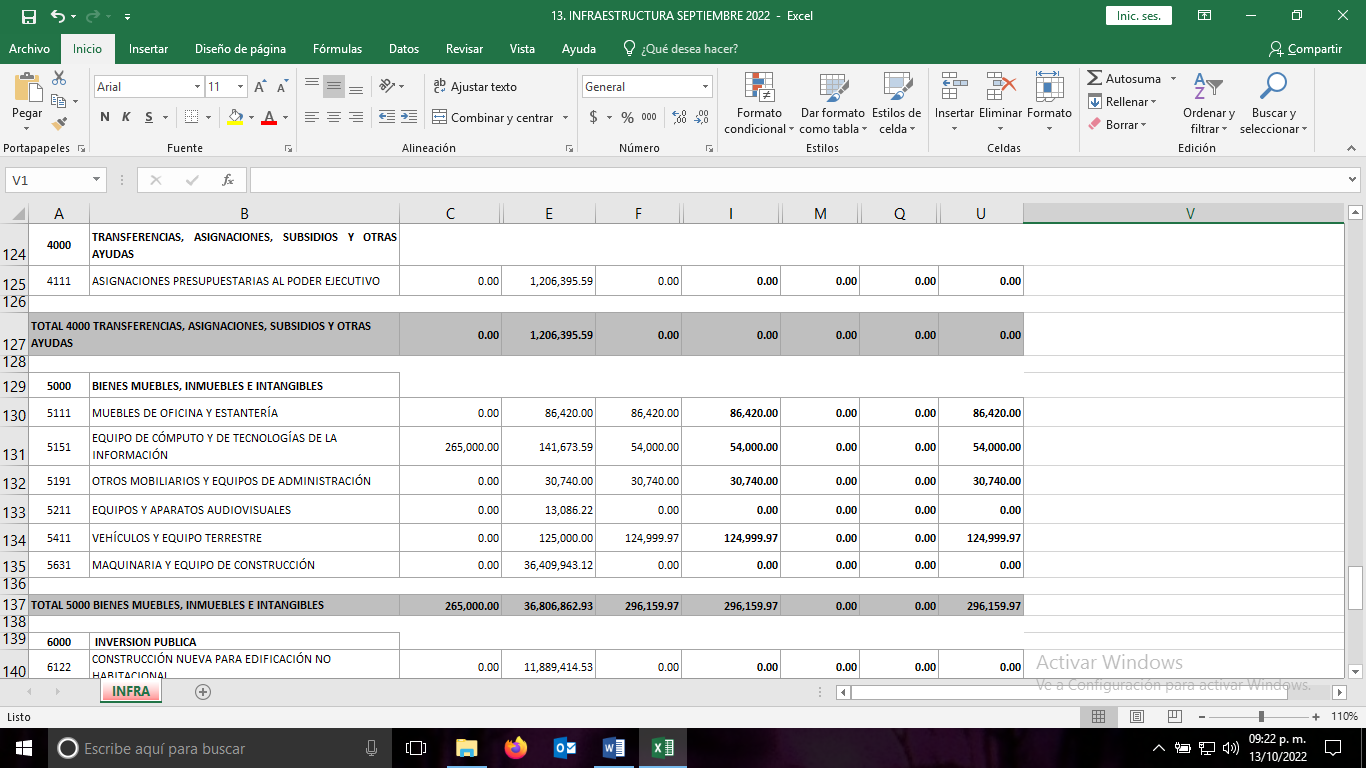 13. INFRAESTRUCTURA SEPTIEMBRE 2022 - Excel
Inic. ses.
Archivo Inicio Insertar Diseño de página Fórmulas Datos Revisar Vista Ayuda ¿Qué desea hacer? Compartir
Pegar
Portapapeles
Arial 11
N K S
Fuente
Ajustar texto
Combinar y centrar
Alineación
General
$ % 000
Número
Formato condicional
Dar formato como tabla
Estilos de celda
Estilos
Insertar Eliminar Formato
Celdas
Autosuma
Rellenar
Borrar
Ordenar y filtrar
Buscar y seleccionar
Edición
V1 fx
A B C E F I M Q U V
124 4000 TRANSFERENCIAS, ASIGNACIONES, SUBSIDIOS Y OTRAS
AYUDAS
125 4111 ASIGNACIONES PRESUPUESTARIAS AL PODER EJECUTIVO 0.00 1,206,395.59 0.00 0.00 0.00 0.00 0.00
126
127 TOTAL 4000 TRANSFERENCIAS, ASIGNACIONES, SUBSIDIOS Y OTRAS
AYUDAS 0.00 1,206,395.59 0.00 0.00 0.00 0.00 0.00
128
129 5000 BIENES MUEBLES, INMUEBLES E INTANGIBLES
130 5111 MUEBLES DE OFICINA Y ESTANTERÍA 0.00 86,420.00 86,420.00 86,420.00 0.00 0.00 86,420.00
131 5151 EQUIPO DE CÓMPUTO Y DE TECNOLOGÍAS DE LA
INFORMACIÓN 265,000.00 141,673.59 54,000.00 54,000.00 0.00 0.00 54,000.00
132 5191 OTROS MOBILIARIOS Y EQUIPOS DE ADMINISTRACIÓN 0.00 30,740.00 30,740.00 30,740.00 0.00 0.00 30,740.00
133 5211 EQUIPOS Y APARATOS AUDIOVISUALES 0.00 13,086.22 0.00 0.00 0.00 0.00 0.00
134 5411 VEHÍCULOS Y EQUIPO TERRESTRE 0.00 125,000.00 124,999.97 124,999.97 0.00 0.00 124,999.97
135 5631 MAQUINARIA Y EQUIPO DE CONSTRUCCIÓN 0.00 36,409,943.12 0.00 0.00 0.00 0.00 0.00
136
137 TOTAL 5000 BIENES MUEBLES, INMUEBLES E INTANGIBLES 265,000.00 36,806,862.93 296,159.97 296,159.97 0.00 0.00 296,159.97
138
139 6000 INVERSION PUBLICA
140 6122 CONSTRUCCIÓN NUEVA PARA EDIFICACIÓN NO
HABITACIONAL 0.00 11,889,414.53 0.00 0.00 0.00 0.00 0.00
Activar Windows
Ve a Configuración para activar Windows.
INFRA
Listo 110%
Escribe aquí para buscar
09:22 p. m.
13/10/2022